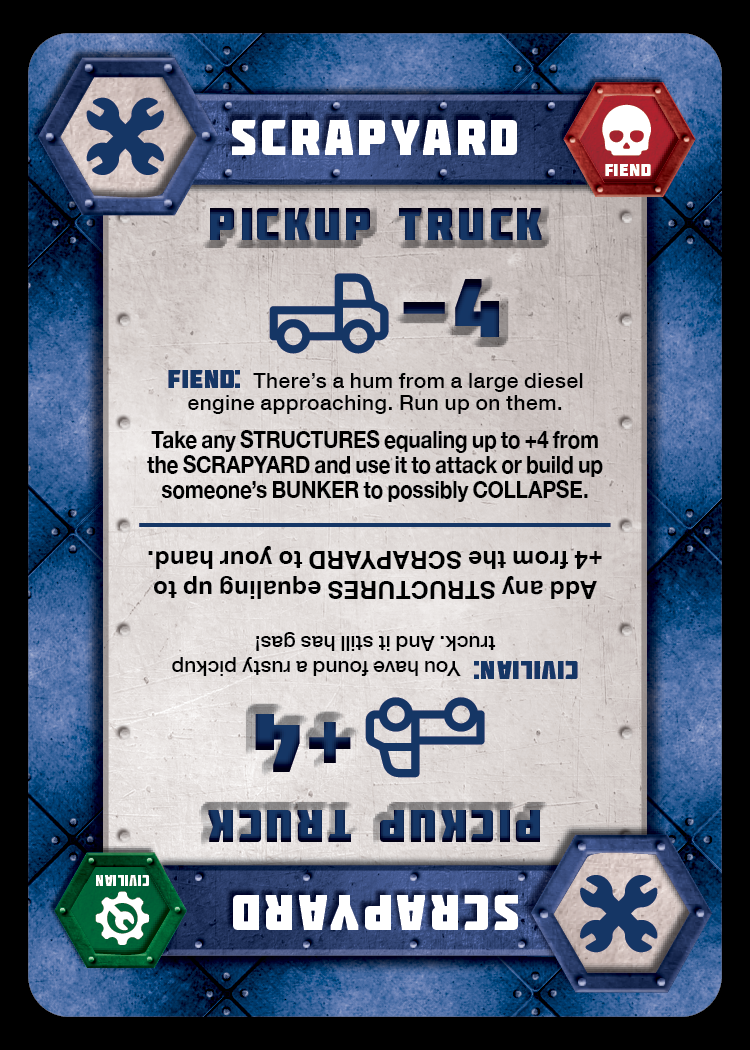 SCRAPYARD
FIEND
PICKUP TRUCK
-4
FIEND: There's a hum from a large diesel
engine approaching. Run up on them.
Take any STRUCTURES equaling up to +4 from
the SCRAPYARD and use it to attack or build up
someone's BUNKER to possibly COLLAPSE.
SCRAPYARD
CIVILIAN
PICKUP TRUCK
+4
CIVILIAN: You have found a rusty pickup
truck. And it still has gas!
Add any STRUCTURES equaling up to
+4 from the SCRAPYARD to your hand.